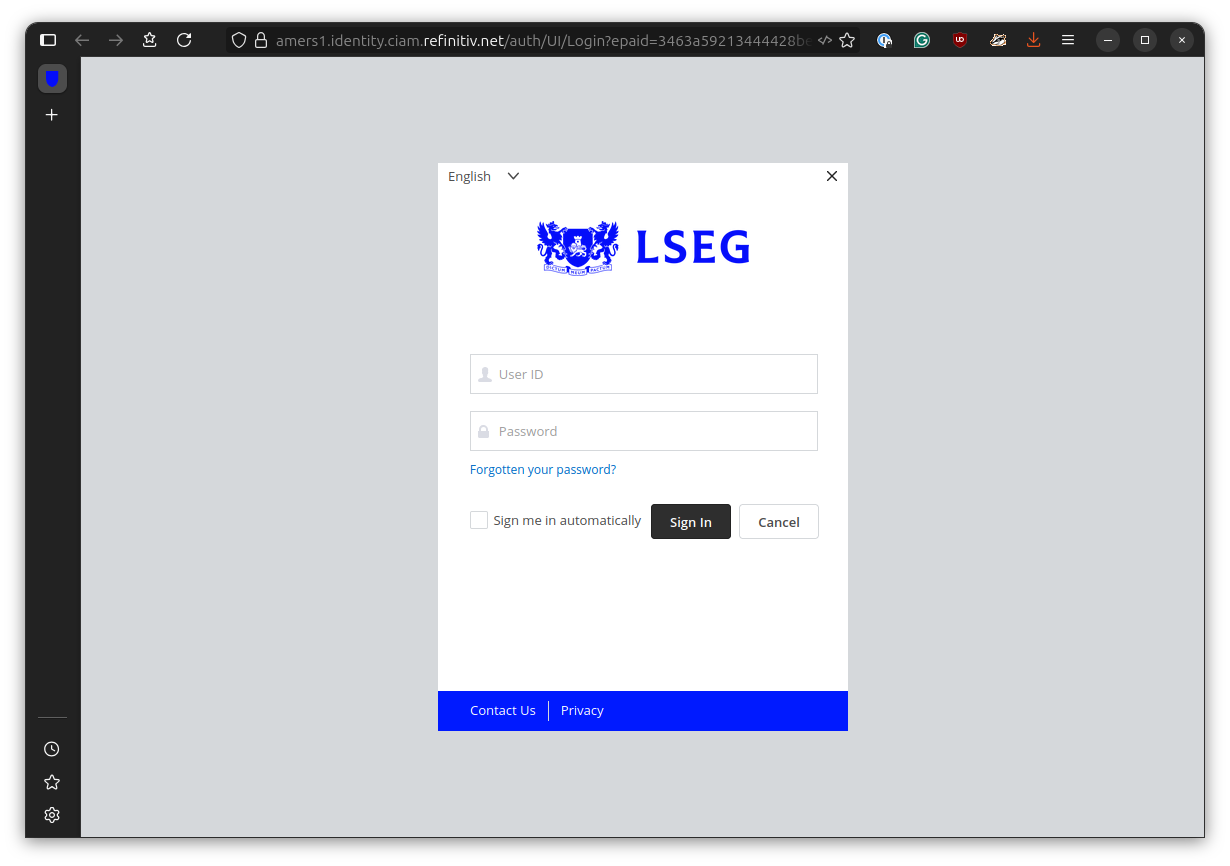 amers1.identity.ciam.refinitiv.net/auth/UI/Login?epaid=3463a59213444428be
English
DICTUM MEUM PACTUM
LSEG
User ID
Password
Forgotten your password?
Sign me in automatically
Sign In
Cancel
Contact Us
Privacy